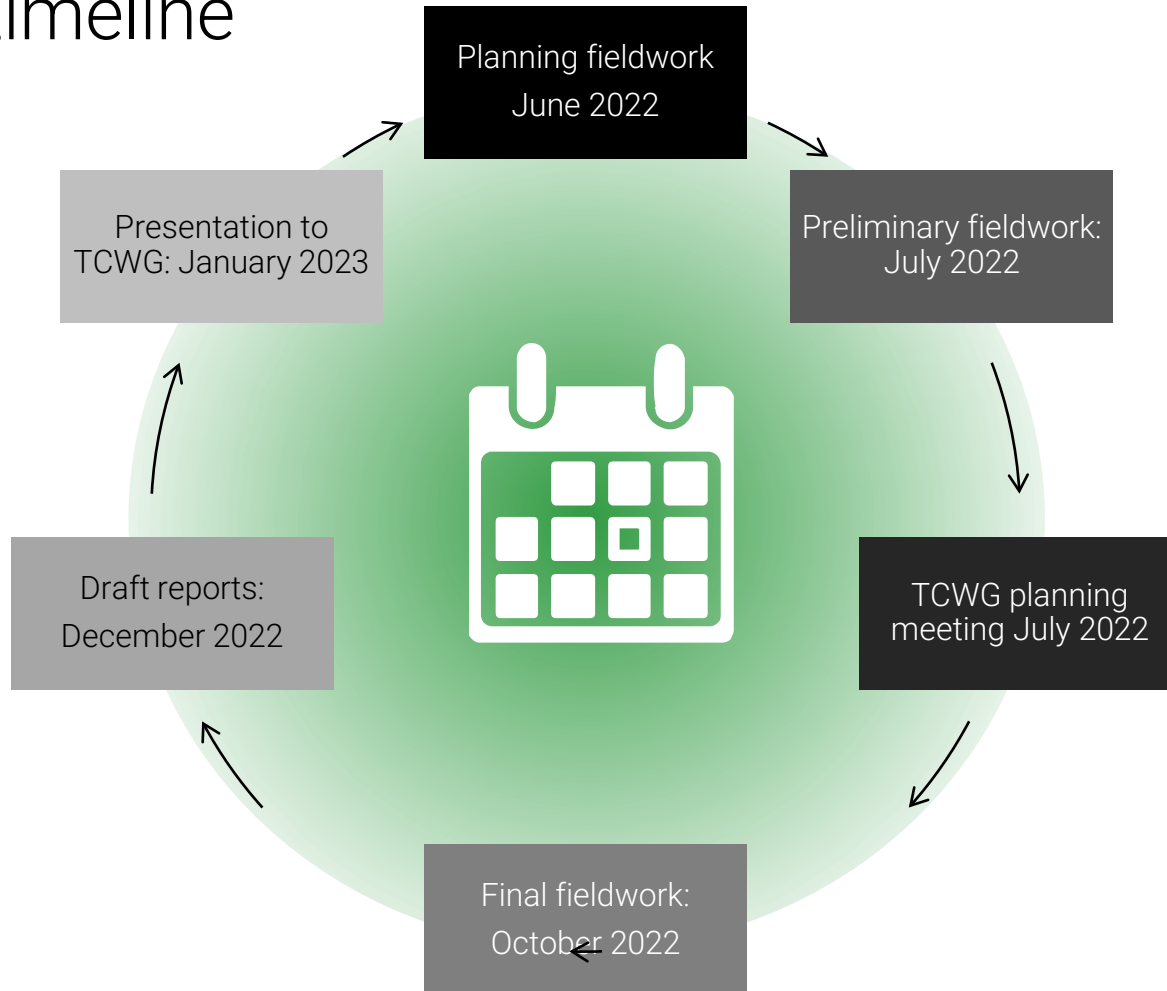 timeline
Planning fieldwork
June 2022
Preliminary fieldwork:
July 2022
TCWG planning
meeting July 2022
Final fieldwork:
October 2022
Draft reports:
December 2022
Presentation to
TCWG: January 2023